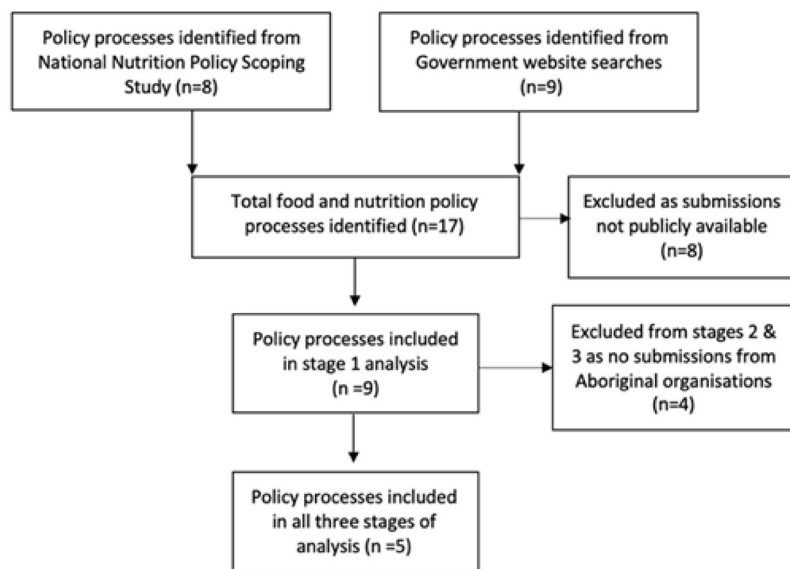 Policy processes identified from
National Nutrition Policy Scoping
Study (n=8)
Policy processes identified from
Government website searches
(n=9)
Total food and nutrition policy
processes identified (n=17)
Excluded as submissions
not publicly available
(n=8)
Policy processes included
in stage 1 analysis
(n =9)
Excluded from stages 2 &
3 as no submissions from
Aboriginal organisations
(n=4)
Policy processes included
in all three stages of
analysis (n =5)